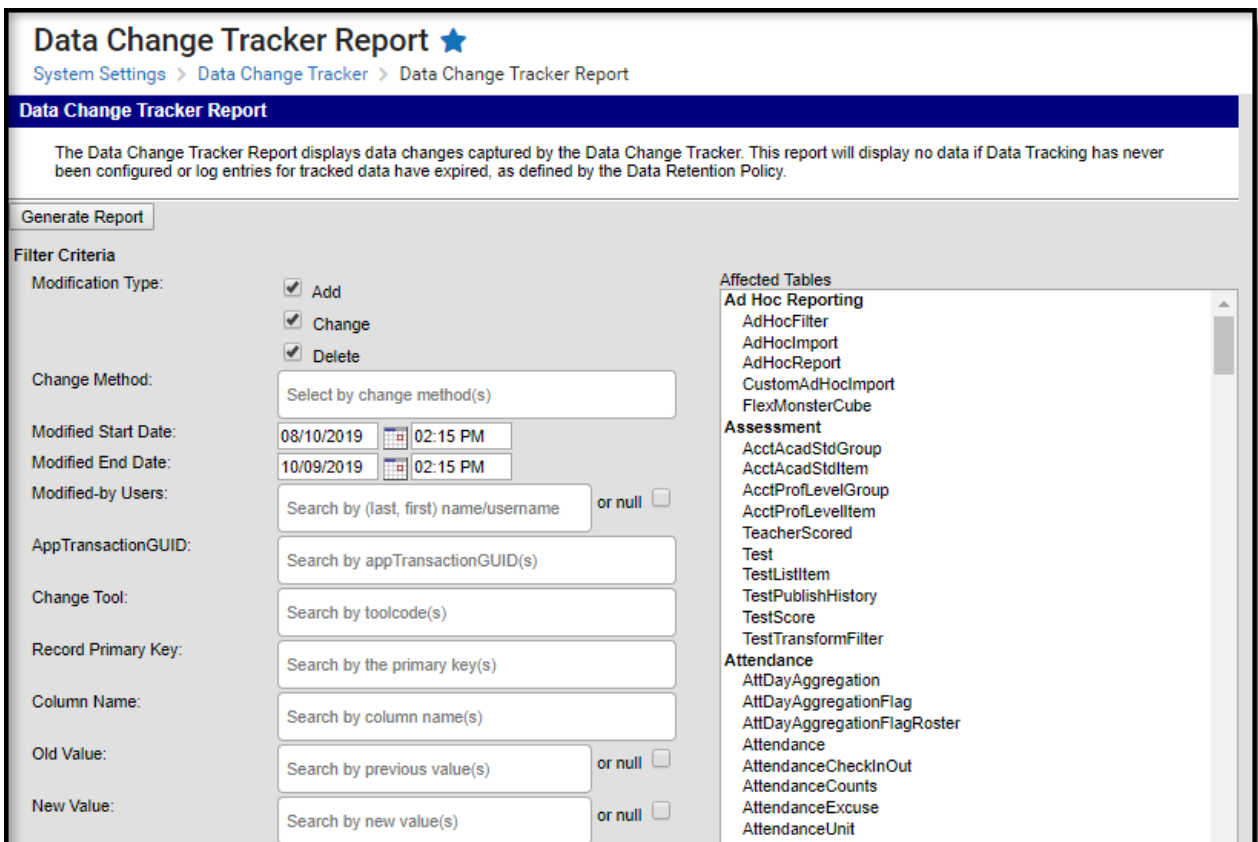 Data Change Tracker Report
System Settings > Data Change Tracker > Data Change Tracker Report
Data Change Tracker Report
The Data Change Tracker Report displays data changes captured by the Data Change Tracker. This report will display no data if Data Tracking has never
been configured or log entries for tracked data have expired, as defined by the Data Retention Policy.
Generate Report
Filter Criteria
Modification Type:
Add
Change
Delete
Change Method:
Select by change method(s)
Modified Start Date:
08/10/2019
02:15 PM
Modified End Date:
10/09/2019
02:15 PM
Modified-by Users:
Search by (last, first) name/username
or null
AppTransactionGUID:
Search by appTransactionGUID(s)
Change Tool:
Search by toolcode(s)
Record Primary Key:
Search by the primary key(s)
Column Name:
Search by column name(s)
Old Value:
Search by previous value(s)
or null
New Value:
Search by new value(s)
or null
Affected Tables
Ad Hoc Reporting
AdHocFilter
AdHocImport
AdHocReport
CustomAdHocImport
FlexMonsterCube
Assessment
AcctAcadStdGroup
AcctAcadStdItem
AcctProfLevelGroup
AcctProfLevelItem
TeacherScored
Test
TestListItem
TestPublishHistory
TestScore
TestTransformFilter
Attendance
AttDayAggregation
AttDayAggregationFlag
AttDayAggregationFlagRoster
Attendance
AttendanceCheckInOut
AttendanceCounts
AttendanceExcuse
AttendanceUnit